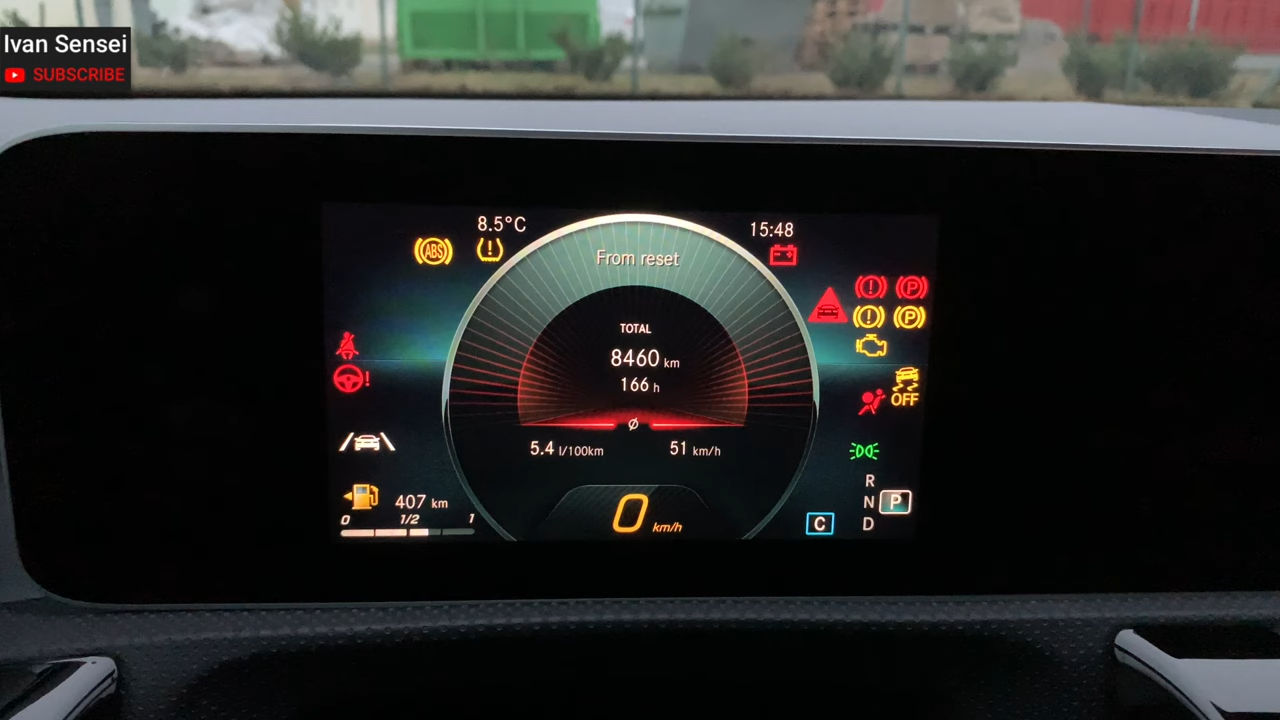 Ivan Sensei
SUBSCRIBE
8.5°C
15:48
ABS
From reset
P
P
TOTAL
8460 km
166 h
OFF
5.4 l/100km
Ø
51 km/h
407 km
0 1/2 1
0 km/h
C
R
N P
D